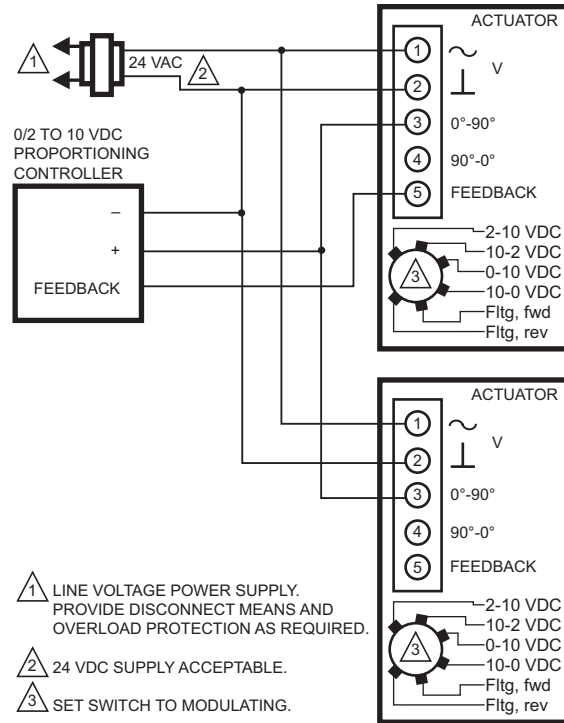 ACTUATOR
1
24 VAC
2
1
V
2
0/2 TO 10 VDC
PROPORTIONING
CONTROLLER
3
0°-90°
4
90°-0°
5
FEEDBACK
–
+
FEEDBACK
3
2-10 VDC
10-2 VDC
0-10 VDC
10-0 VDC
Fltg, fwd
Fltg, rev
ACTUATOR
1
V
2
3
0°-90°
4
90°-0°
5
FEEDBACK
3
2-10 VDC
10-2 VDC
0-10 VDC
10-0 VDC
Fltg, fwd
Fltg, rev
1 LINE VOLTAGE POWER SUPPLY.
PROVIDE DISCONNECT MEANS AND
OVERLOAD PROTECTION AS REQUIRED.
2 24 VDC SUPPLY ACCEPTABLE.
3 SET SWITCH TO MODULATING.